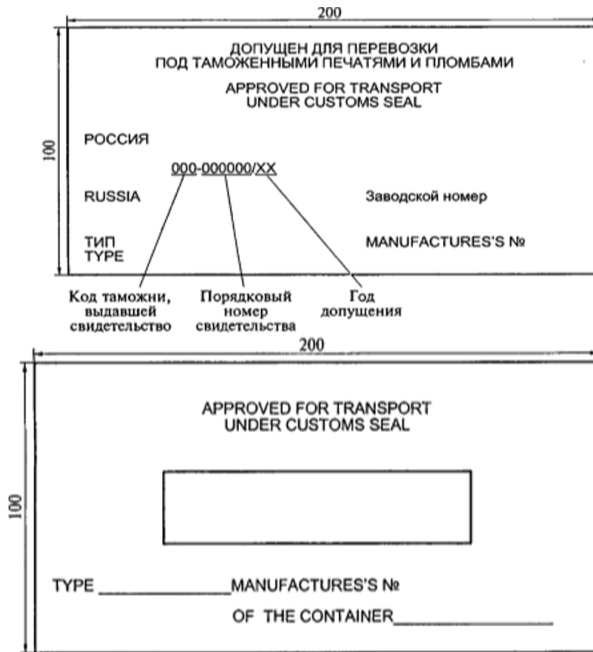 200
ДОПУЩЕН ДЛЯ ПЕРЕВОЗКИ
ПОД ТАМОЖЕННЫМИ ПЕЧАТЯМИ И ПЛОМБАМИ
APPROVED FOR TRANSPORT
UNDER CUSTOMS SEAL
100
РОССИЯ
000-000000/XX
RUSSIA Заводской номер
ТИП MANUFACTURES'S №
TYPE
Код таможни, выдавшей свидетельство
Порядковый номер свидетельства
Год допущения
200
APPROVED FOR TRANSPORT
UNDER CUSTOMS SEAL
100
TYPE MANUFACTURES'S №
OF THE CONTAINER